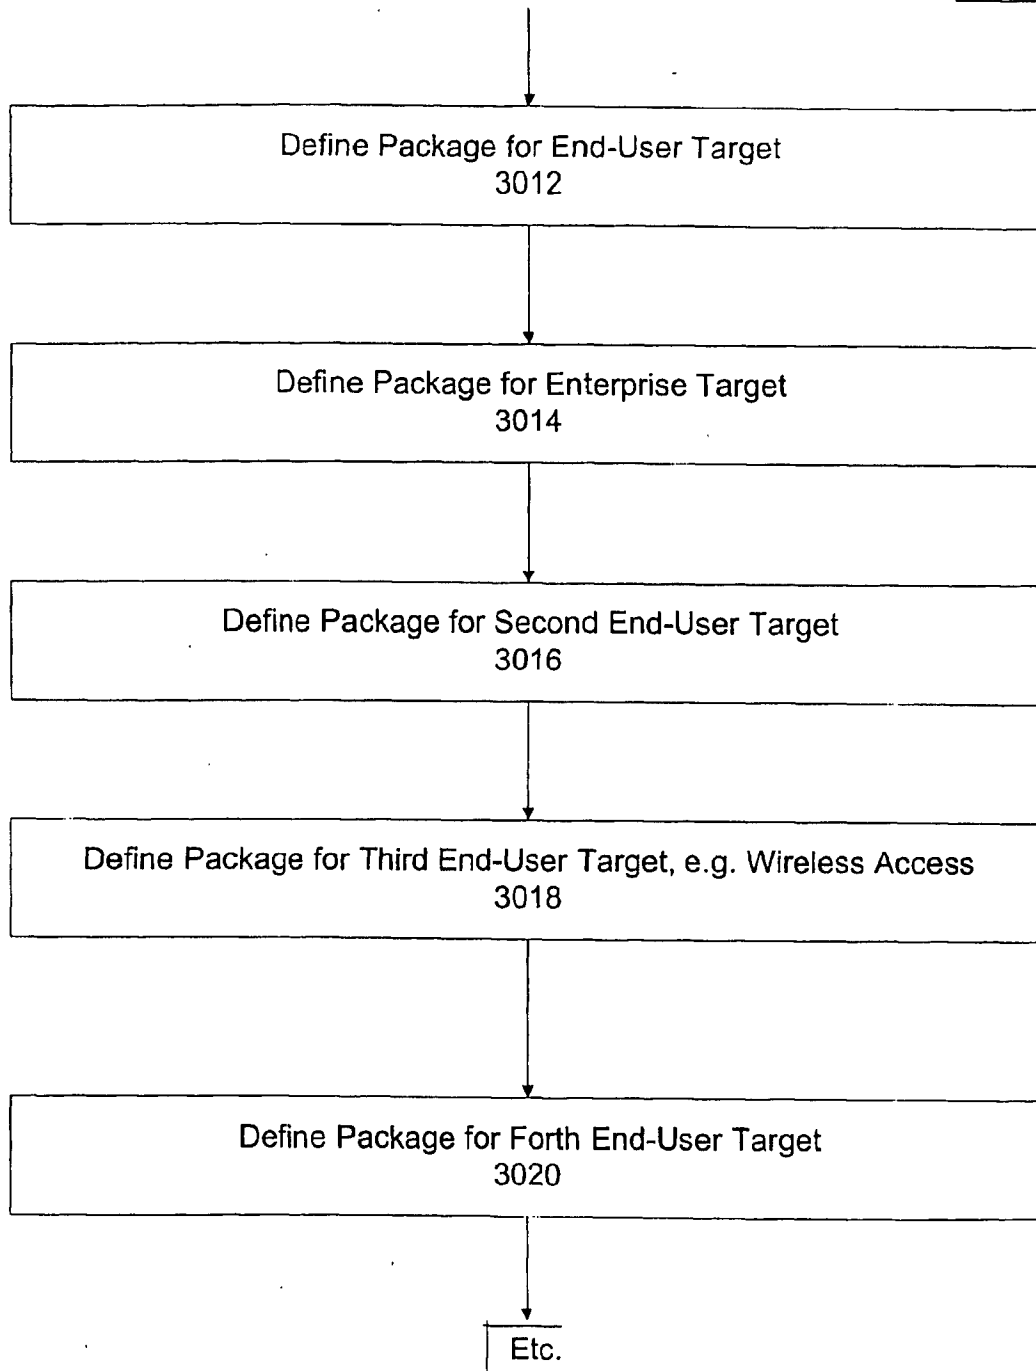 Define Package for End-User Target
3012
Define Package for Enterprise Target
3014
Define Package for Second End-User Target
3016
Define Package for Third End-User Target, e.g. Wireless Access
3018
Define Package for Forth End-User Target
3020
Etc.